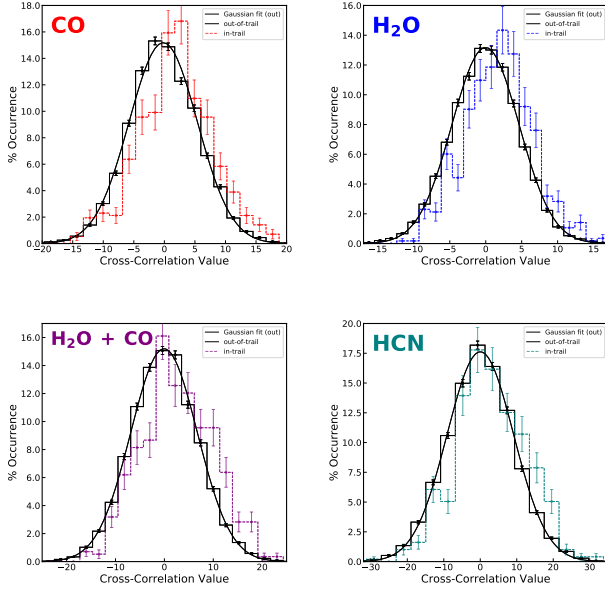 CO
Gaussian fit (out)
out-of-trail
in-trail
% Occurrence
18.0
16.0
14.0
12.0
10.0
8.0
6.0
4.0
2.0
0.0
−20 −15 −10 −5 0 5 10 15 20
Cross-Correlation Value
H₂O
Gaussian fit (out)
out-of-trail
in-trail
% Occurrence
16.0
14.0
12.0
10.0
8.0
6.0
4.0
2.0
0.0
−15 −10 −5 0 5 10 15
Cross-Correlation Value
H₂O + CO
Gaussian fit (out)
out-of-trail
in-trail
% Occurrence
16.0
14.0
12.0
10.0
8.0
6.0
4.0
2.0
0.0
−20 −10 0 10 20
Cross-Correlation Value
HCN
Gaussian fit (out)
out-of-trail
in-trail
% Occurrence
20.0
17.5
15.0
12.5
10.0
7.5
5.0
2.5
0.0
−30 −20 −10 0 10 20 30
Cross-Correlation Value